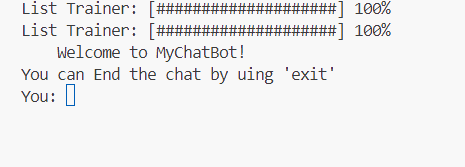 List Trainer: [####################] 100%
List Trainer: [####################] 100%
Welcome to MyChatBot!
You can End the chat by uing 'exit'
You: